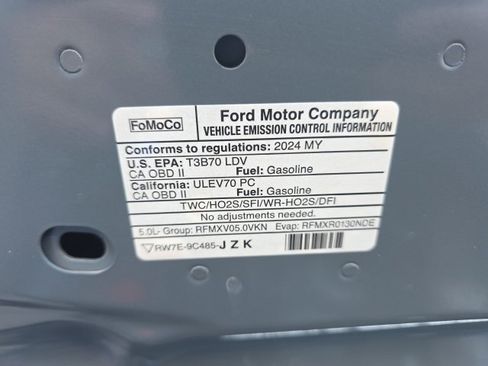 FoMoCo
Ford Motor Company
VEHICLE EMISSION CONTROL INFORMATION
Conforms to regulations: 2024 MY
U.S. EPA: T3B70 LDV
CA OBD II Fuel: Gasoline
California: ULEV70 PC
CA OBD II Fuel: Gasoline
TWC/HO2S/SFI/WR-HO2S/DFI
No adjustments needed.
5.0L- Group: RFMXV05.0VKN Evap: RFMXR0130NDE
RW7E-9C485-JZK